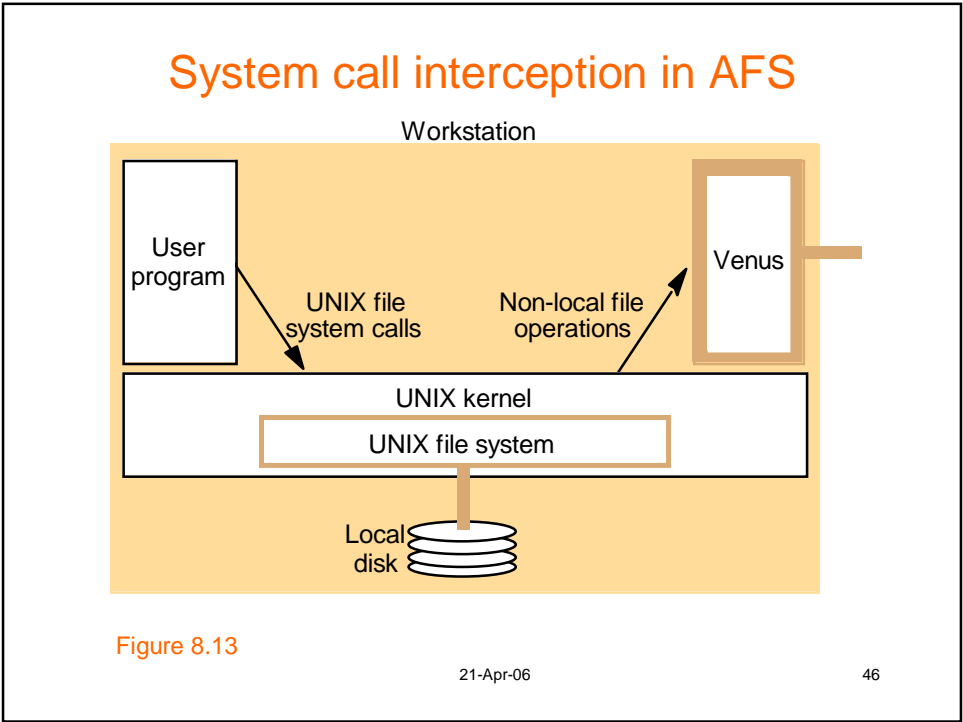 System call interception in AFS
Workstation
User
program
UNIX file
system calls
Non-local file
operations
Venus
UNIX kernel
UNIX file system
Local
disk
Figure 8.13
21-Apr-06
46